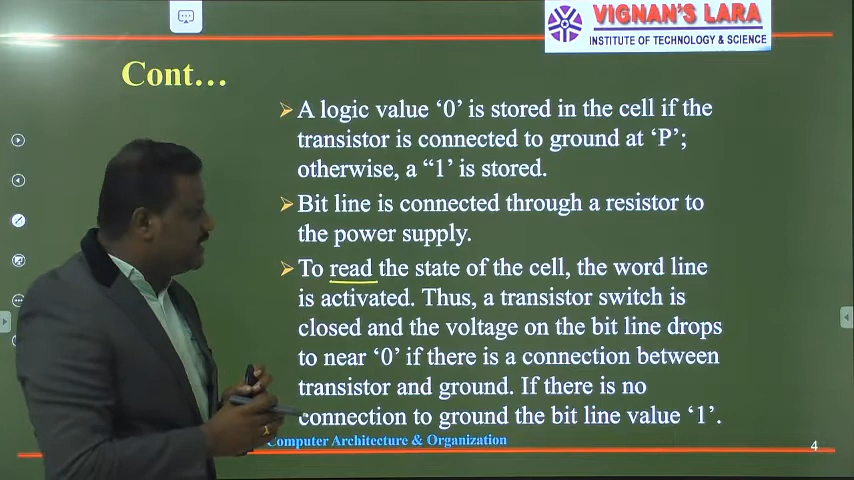 VIGNAN'S LARA
INSTITUTE OF TECHNOLOGY & SCIENCE
Cont…
A logic value ‘0’ is stored in the cell if the
transistor is connected to ground at ‘P’;
otherwise, a “1’ is stored.
Bit line is connected through a resistor to
the power supply.
To read the state of the cell, the word line
is activated. Thus, a transistor switch is
closed and the voltage on the bit line drops
to near ‘0’ if there is a connection between
transistor and ground. If there is no
connection to ground the bit line value ‘1’.
Computer Architecture & Organization
4